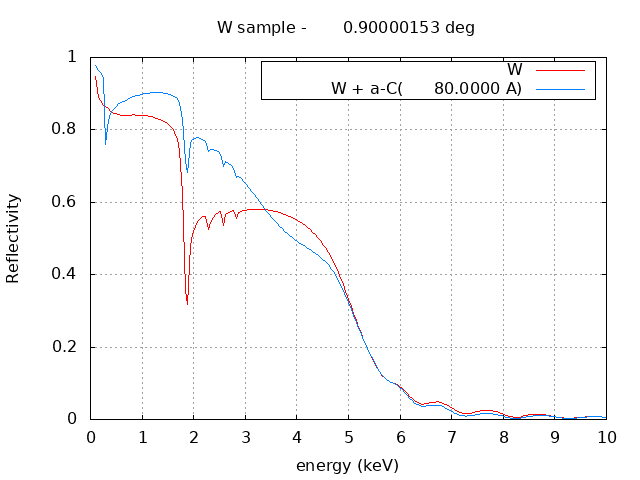 W sample -       0.90000153 deg
W
W + a-C(      80.0000 A)
1
0.8
0.6
0.4
0.2
0
Reflectivity
0 1 2 3 4 5 6 7 8 9 10
energy (keV)